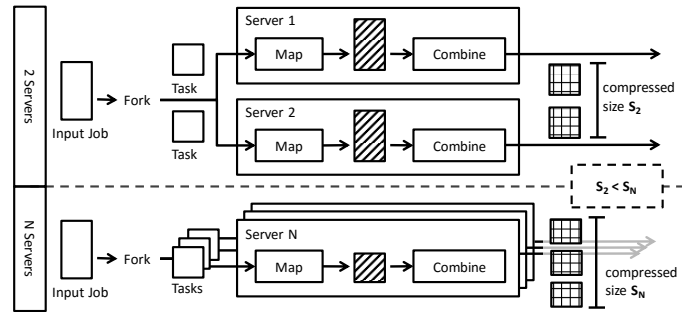 2 Servers
Input Job
Fork
Task
Task
Server 1
Map
Combine
Server 2
Map
Combine
compressed
size S2
S2 < SN
N Servers
Input Job
Fork
Tasks
Server N
Map
Combine
compressed
size SN